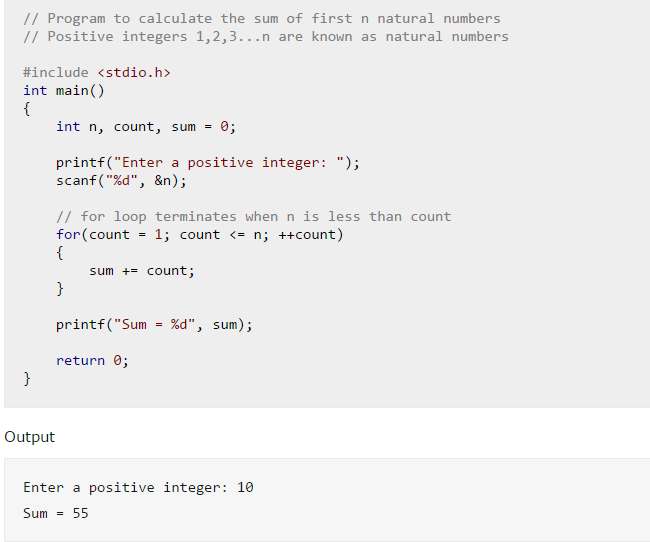 // Program to calculate the sum of first n natural numbers
// Positive integers 1,2,3...n are known as natural numbers
#include <stdio.h>
int main()
{
    int n, count, sum = 0;
    printf("Enter a positive integer: ");
    scanf("%d", &n);
    // for loop terminates when n is less than count
    for(count = 1; count <= n; ++count)
    {
        sum += count;
    }
    printf("Sum = %d", sum);
    return 0;
}
Output
Enter a positive integer: 10
Sum = 55